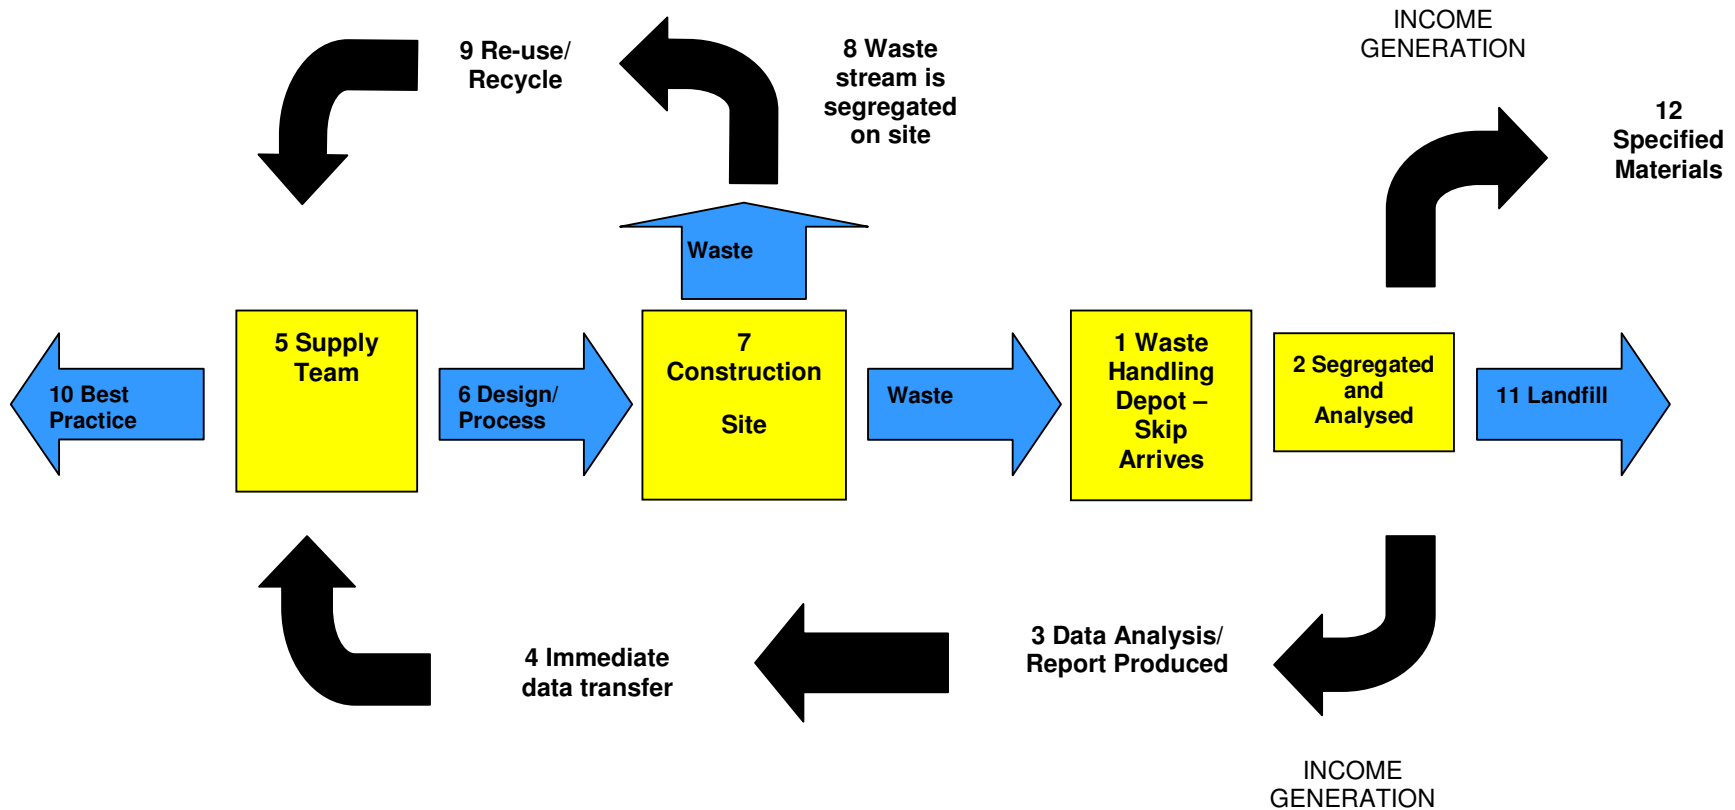 INCOME
GENERATION
9 Re-use/
Recycle
8 Waste
stream is
segregated
on site
12
Specified
Materials
Waste
10 Best
Practice
5 Supply
Team
6 Design/
Process
7
Construction
Site
Waste
1 Waste
Handling
Depot –
Skip
Arrives
2 Segregated
and
Analysed
11 Landfill
4 Immediate
data transfer
3 Data Analysis/
Report Produced
INCOME
GENERATION